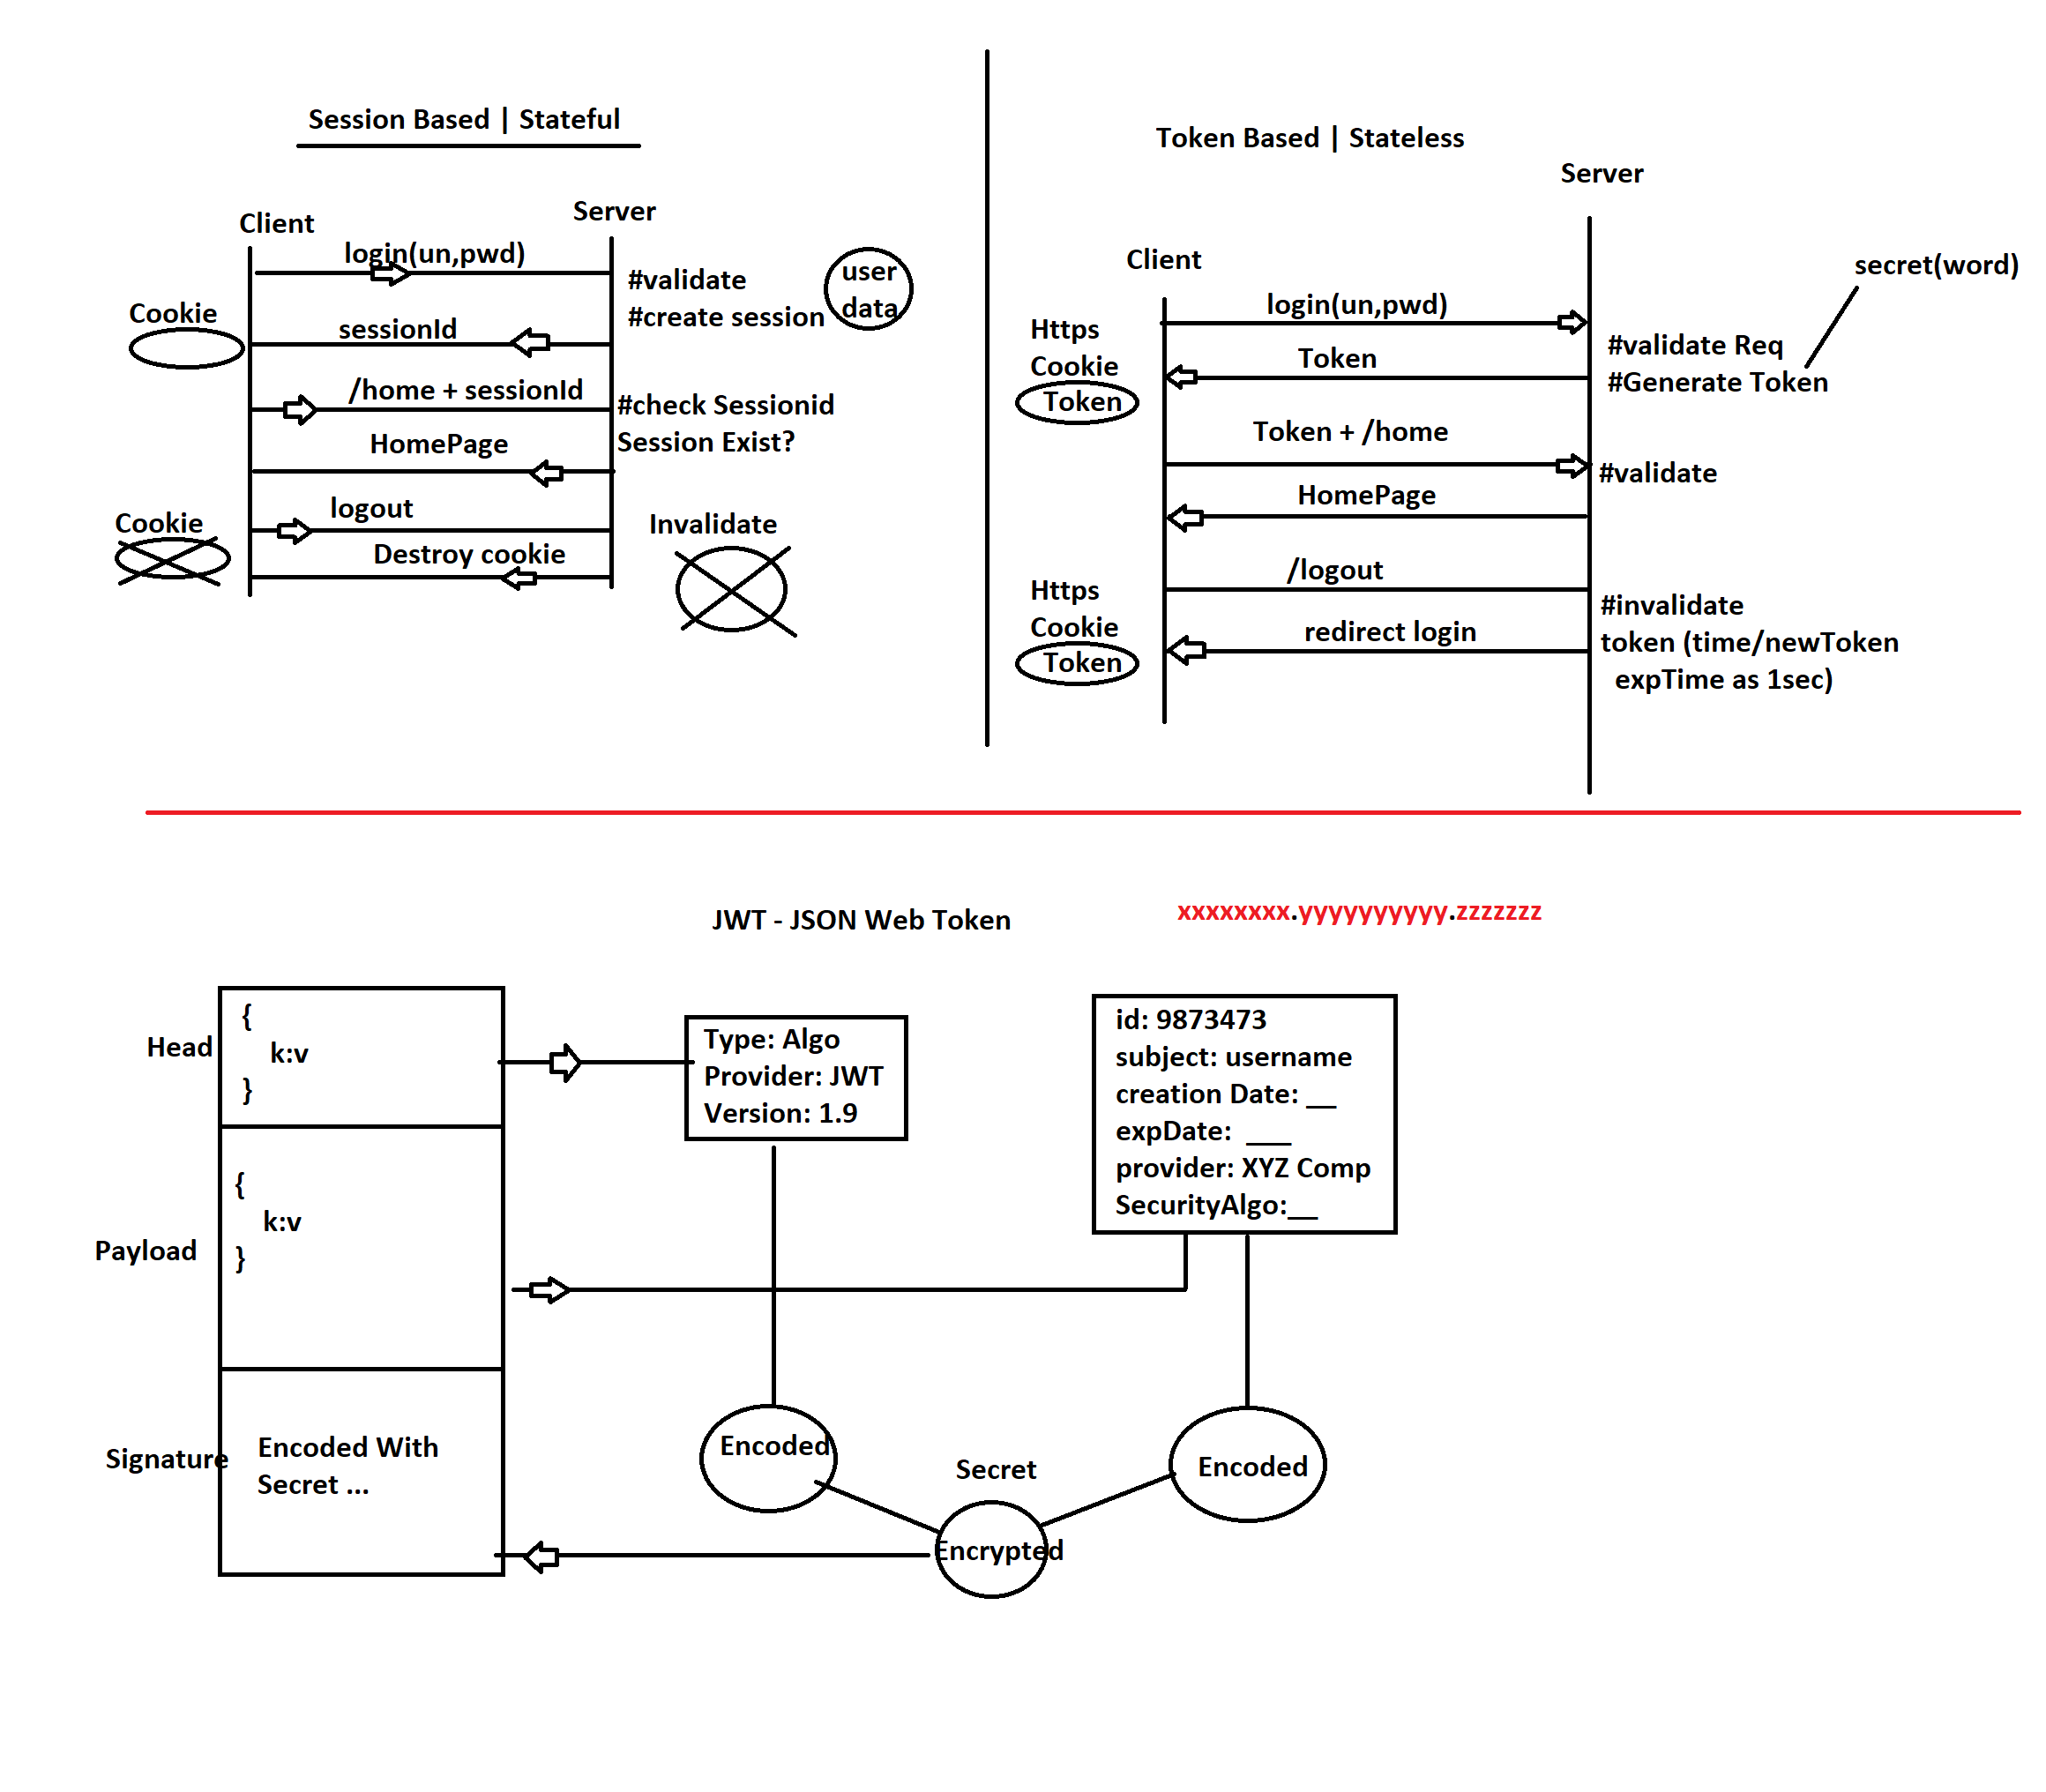 Session Based | Stateful
Client
Server
login(un,pwd)
#validate
#create session
user
data
Cookie
sessionId
/home + sessionId
#check Sessionid
Session Exist?
HomePage
logout
Cookie
Invalidate
Destroy cookie
Token Based | Stateless
Server
Client
secret(word)
login(un,pwd)
Https
Cookie
Token
#validate Req
#Generate Token
Token
Token + /home
#validate
HomePage
/logout
Https
Cookie
Token
#invalidate
token (time/newToken
expTime as 1sec)
redirect login
JWT - JSON Web Token
xxxxxxxx.yyyyyyyyyy.zzzzzzz
Head
{
k:v
}
Type: Algo
Provider: JWT
Version: 1.9
id: 9873473
subject: username
creation Date: __
expDate: ___
provider: XYZ Comp
SecurityAlgo:__
Payload
{
k:v
}
Signature
Encoded With
Secret ...
Encoded
Secret
Encoded
Encrypted